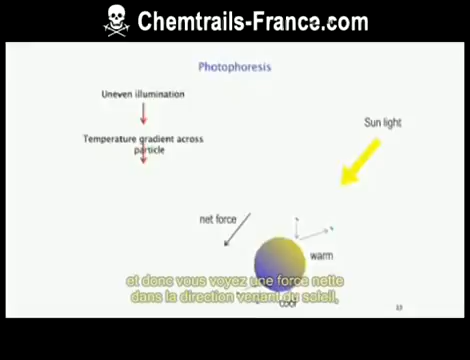 Chemtrails-France.com
Photophoresis
Uneven illumination
Sun light
Temperature gradient across
particle
net force
warm
et donc vous voyez une force nette
dans la direction venant du soleil,
cool